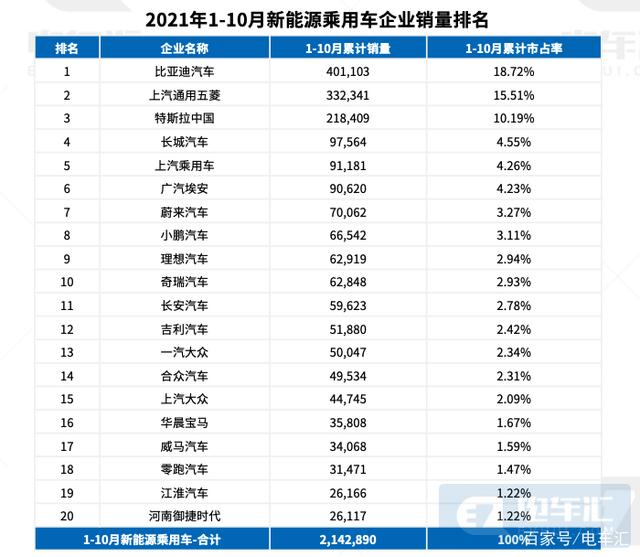 2021年1-10月新能源乘用车企业销量排名
排名 企业名称 1-10月累计销量 1-10月累计市占率
1 比亚迪汽车 401,103 18.72%
2 上汽通用五菱 332,341 15.51%
3 特斯拉中国 218,409 10.19%
4 长城汽车 97,564 4.55%
5 上汽乘用车 91,181 4.26%
6 广汽埃安 90,620 4.23%
7 蔚来汽车 70,062 3.27%
8 小鹏汽车 66,542 3.11%
9 理想汽车 62,919 2.94%
10 奇瑞汽车 62,848 2.93%
11 长安汽车 59,623 2.78%
12 吉利汽车 51,880 2.42%
13 一汽大众 50,047 2.34%
14 合众汽车 49,534 2.31%
15 上汽大众 44,745 2.09%
16 华晨宝马 35,808 1.67%
17 威马汽车 34,068 1.59%
18 零跑汽车 31,471 1.47%
19 江淮汽车 26,166 1.22%
20 河南御捷时代 26,117 1.22%
1-10月新能源乘用车-合计 2,142,890 100%
电车汇
百家号/电车汇